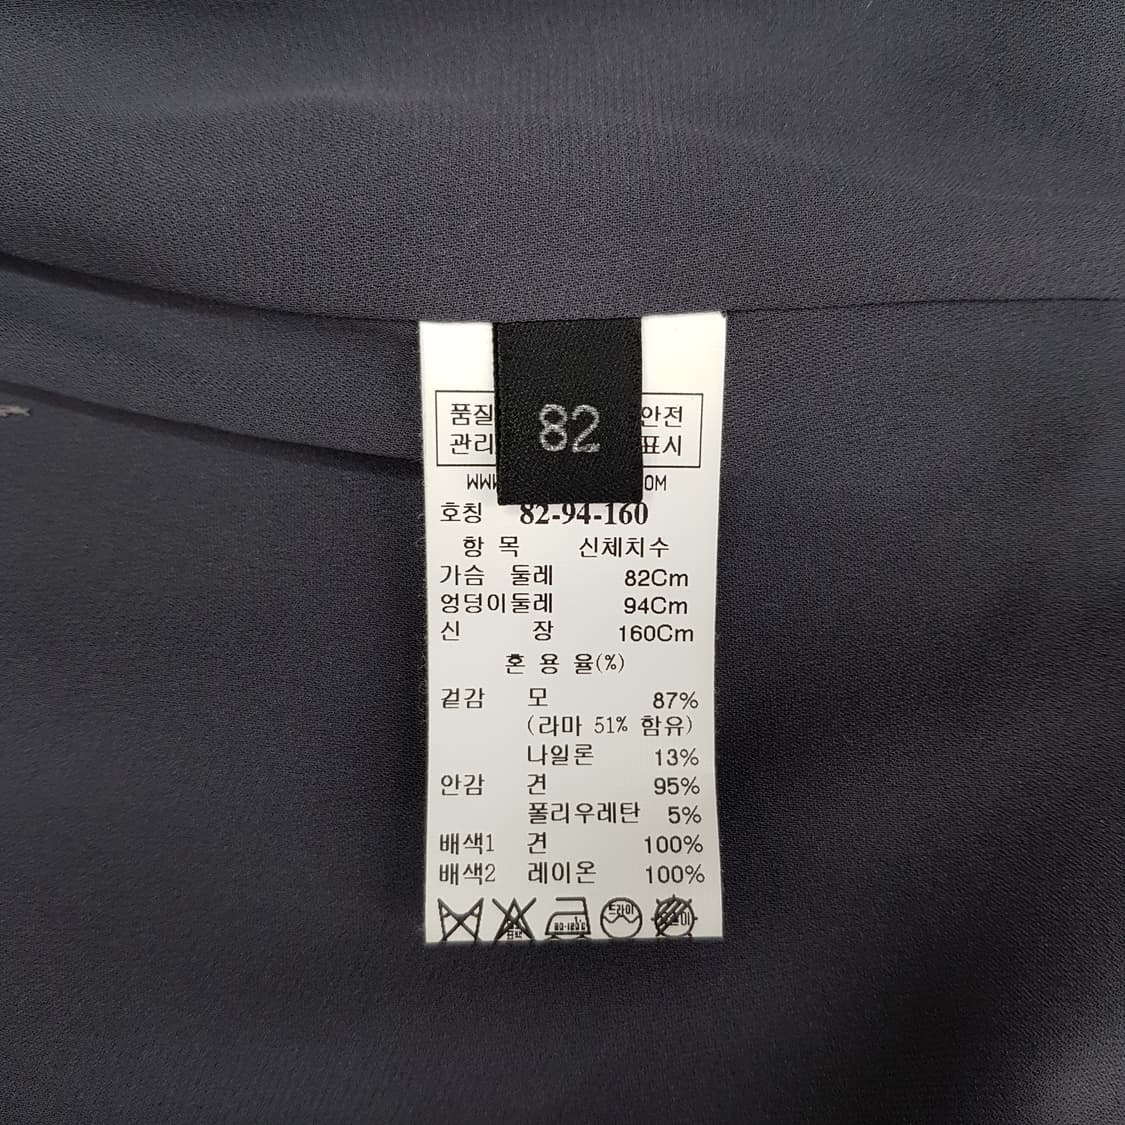 82
품질 안전
관리 표시
WWW OM
호칭 82-94-160
항 목 신체치수
가슴 둘레 82Cm
엉덩이둘레 94Cm
신 장 160Cm
혼 용 율(%)
겉감 모 87%
(라마 51% 함유)
나일론 13%
안감 견 95%
폴리우레탄 5%
배색1 견 100%
배색2 레이온 100%
표백 드라이